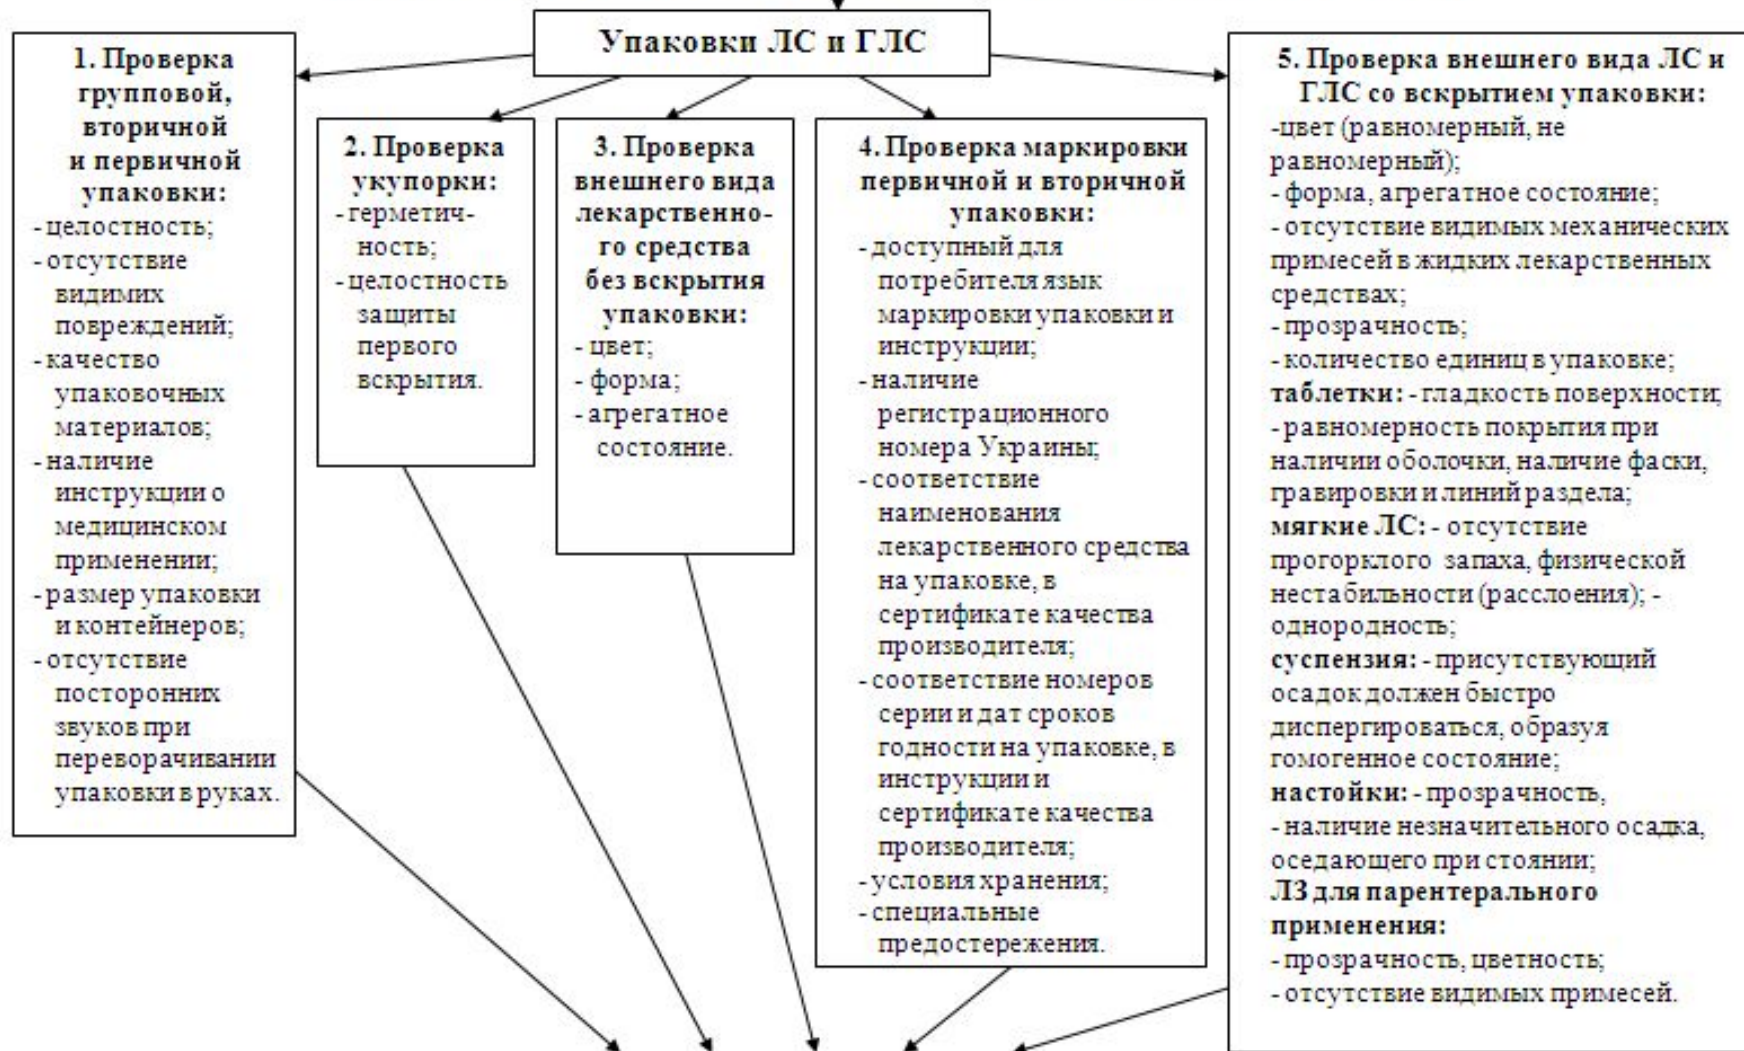 Упаковки ЛС и ГЛС
1. Проверка
групповой,
вторичной
и первичной
упаковки:
- целостность;
- отсутствие
видимих
повреждений;
- качество
упаковочных
материалов;
- наличие
инструкции о
медицинском
применении;
- размер упаковки
и контейнеров;
- отсутствие
посторонних
звуков при
переворачивании
упаковки в руках.
2. Проверка
укупорки:
- герметич-
ность;
- целостность
защиты
первого
вскрытия.
3. Проверка
внешнего вида
лекарственно-
го средства
без вскрытия
упаковки:
- цвет;
- форма;
- агрегатное
состояние.
4. Проверка маркировки
первичной и вторичной
упаковки:
- доступный для
потребителя язык
маркировки упаковки и
инструкции;
- наличие
регистрационного
номера Украины;
- соответствие
наименования
лекарственного средства
на упаковке, в
сертификате качества
производителя;
- соответствие номеров
серии и дат сроков
годности на упаковке, в
инструкции и
сертификате качества
производителя;
- условия хранения;
- специальные
предостережения.
5. Проверка внешнего вида ЛС и
ГЛС со вскрытием упаковки:
-цвет (равномерный, не
равномерный);
- форма, агрегатное состояние;
- отсутствие видимых механических
примесей в жидких лекарственных
средствах;
- прозрачность;
- количество единиц в упаковке;
таблетки: - гладкость поверхности;
- равномерность покрытия при
наличии оболочки, наличие фаски,
гравировки и линий раздела;
мягкие ЛС: - отсутствие
прогорклого запаха, физической
нестабильности (расслоения); -
однородность;
суспензия: - присутствующий
осадок должен быстро
диспергироваться, образуя
гомогенное состояние;
настойки: - прозрачность,
- наличие незначительного осадка,
оседающего при стоянии;
ЛЗ для парентерального
применения:
- прозрачность, цветность;
- отсутствие видимых примесей.